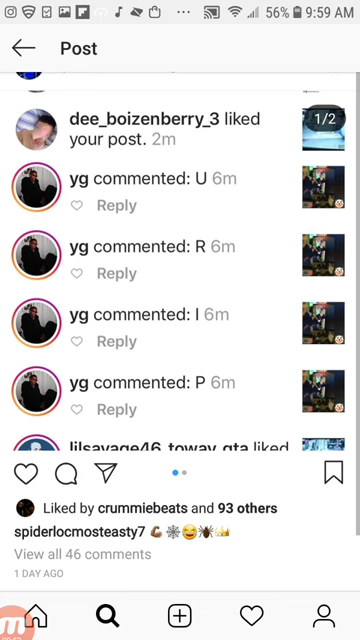 56% 9:59 AM
Post
dee_boizenberry_3 liked
your post. 2m
1/2
yg commented: U 6m
Reply
yg commented: R 6m
Reply
yg commented: I 6m
Reply
yg commented: P 6m
Reply
lilsavage46_toway_gta liked
Liked by crummiebeats and 93 others
spiderlocmosteasty7 💪🏾🕸😂🕷👑
View all 46 comments
1 DAY AGO